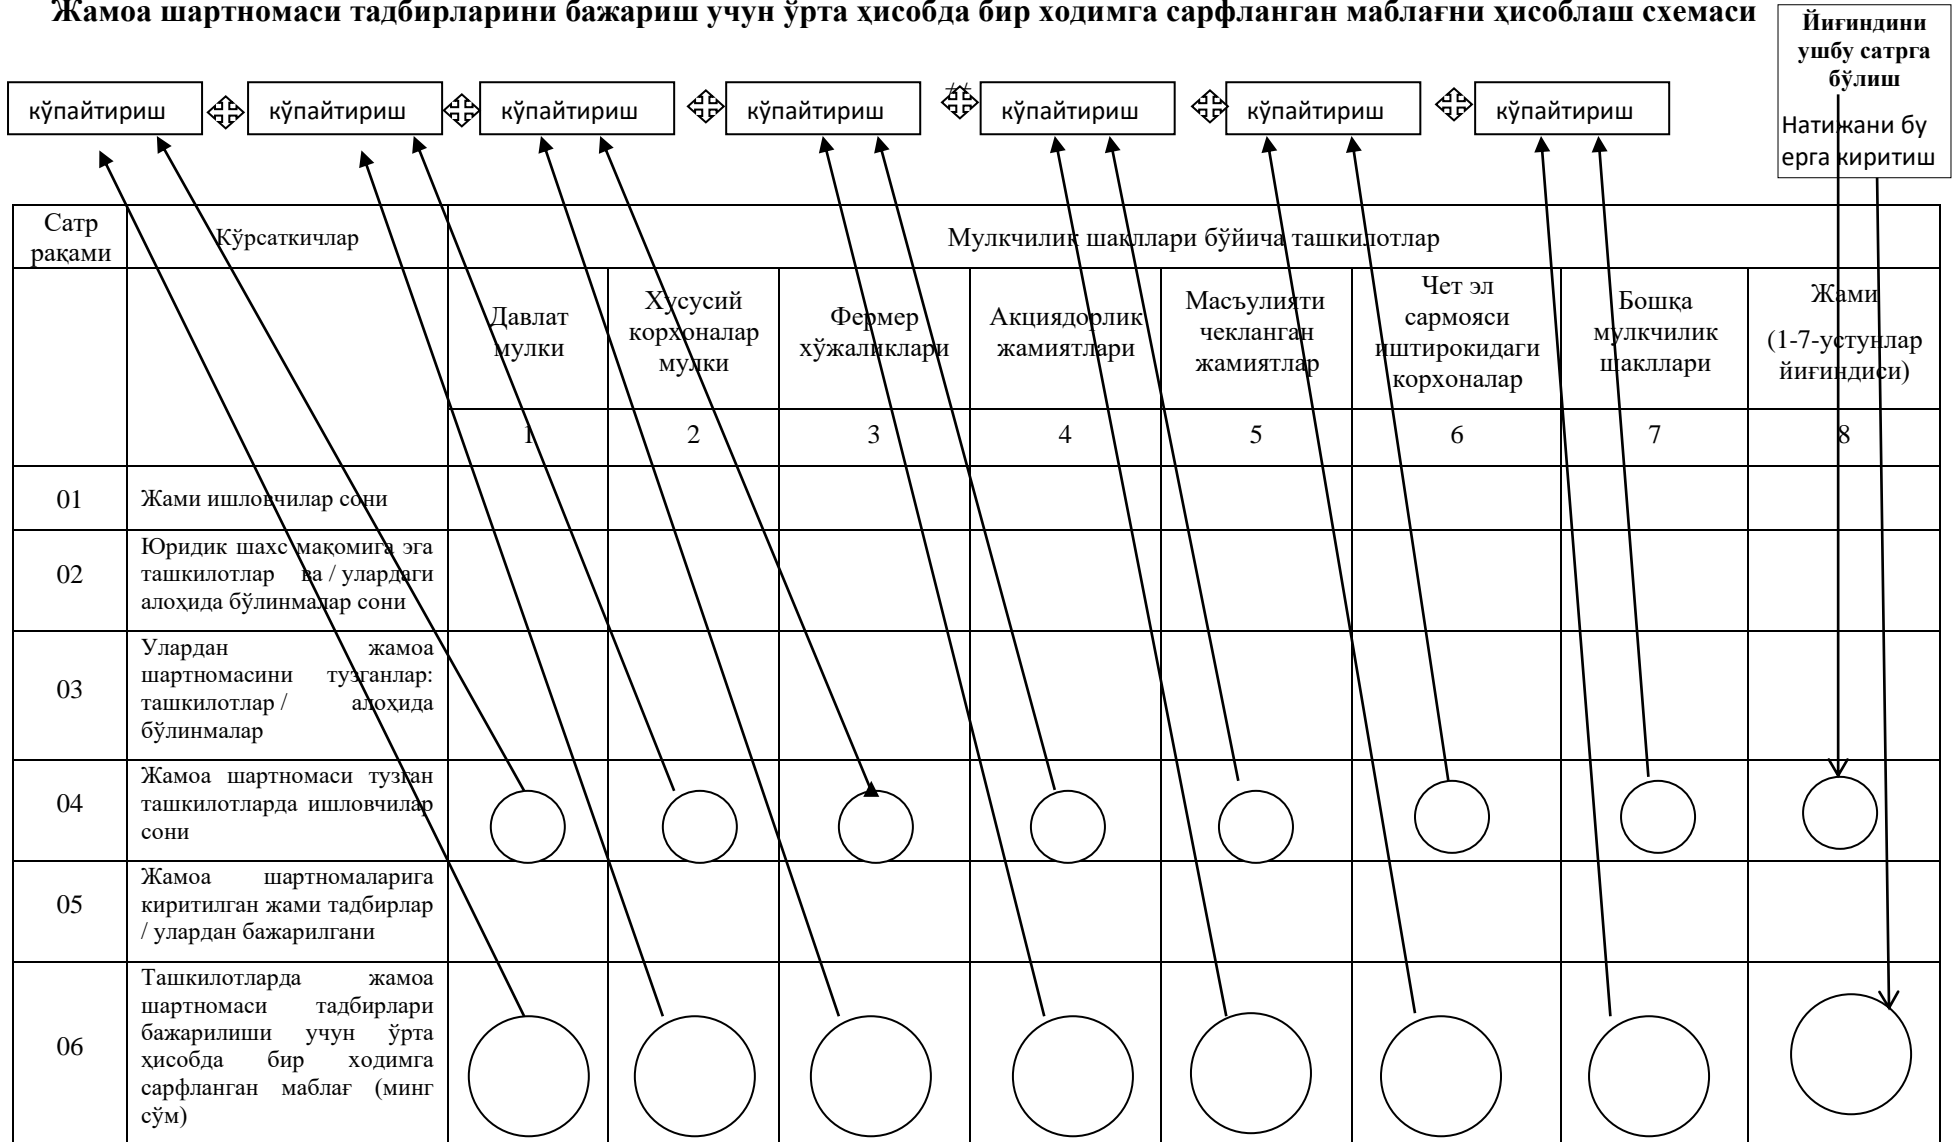 Жамоа шартномаси тадбирларини бажариш учун ўрта ҳисобда бир ходимга сарфланган маблағни ҳисоблаш схемаси
Йиғиндини
ушбу сатрга
бўлиш
Натижани бу
ерга киритиш
кўпайтириш
кўпайтириш
кўпайтириш
кўпайтириш
кўпайтириш
кўпайтириш
кўпайтириш
Сатр
рақами
Кўрсаткичлар
Мулкчилик шакллари бўйича ташкилотлар
Давлат
мулки
Хусусий
корхоналар
мулки
Фермер
хўжаликлари
Акциядорлик
жамиятлари
Масъулияти
чекланган
жамиятлар
Чет эл
сармояси
иштирокидаги
корхоналар
Бошқа
мулкчилик
шакллари
Жами
(1-7-устунлар
йиғиндиси)
1
2
3
4
5
6
7
8
01
Жами ишловчилар сони
02
Юридик шахс мақомига эга
ташкилотлар ва / улардаги
алоҳида бўлинмалар сони
03
Улардан жамоа
шартномасини тузганлар:
ташкилотлар / алоҳида
бўлинмалар
04
Жамоа шартномаси тузган
ташкилотларда ишловчилар
сони
05
Жамоа шартномаларига
киритилган жами тадбирлар
/ улардан бажарилгани
06
Ташкилотларда жамоа
шартномаси тадбирлари
бажарилиши учун ўрта
ҳисобда бир ходимга
сарфланган маблағ (минг
сўм)